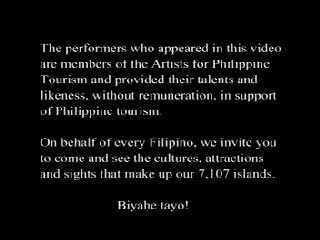 The performers who appeared in this video
are members of the Artists for Philippine
Tourism and provided their talents and
likeness, without remuneration, in support
of Philippine tourism.
On behalf of every Filipino, we invite you
to come and see the cultures, attractions
and sights that make up our 7,107 islands.
Biyahe tayo!